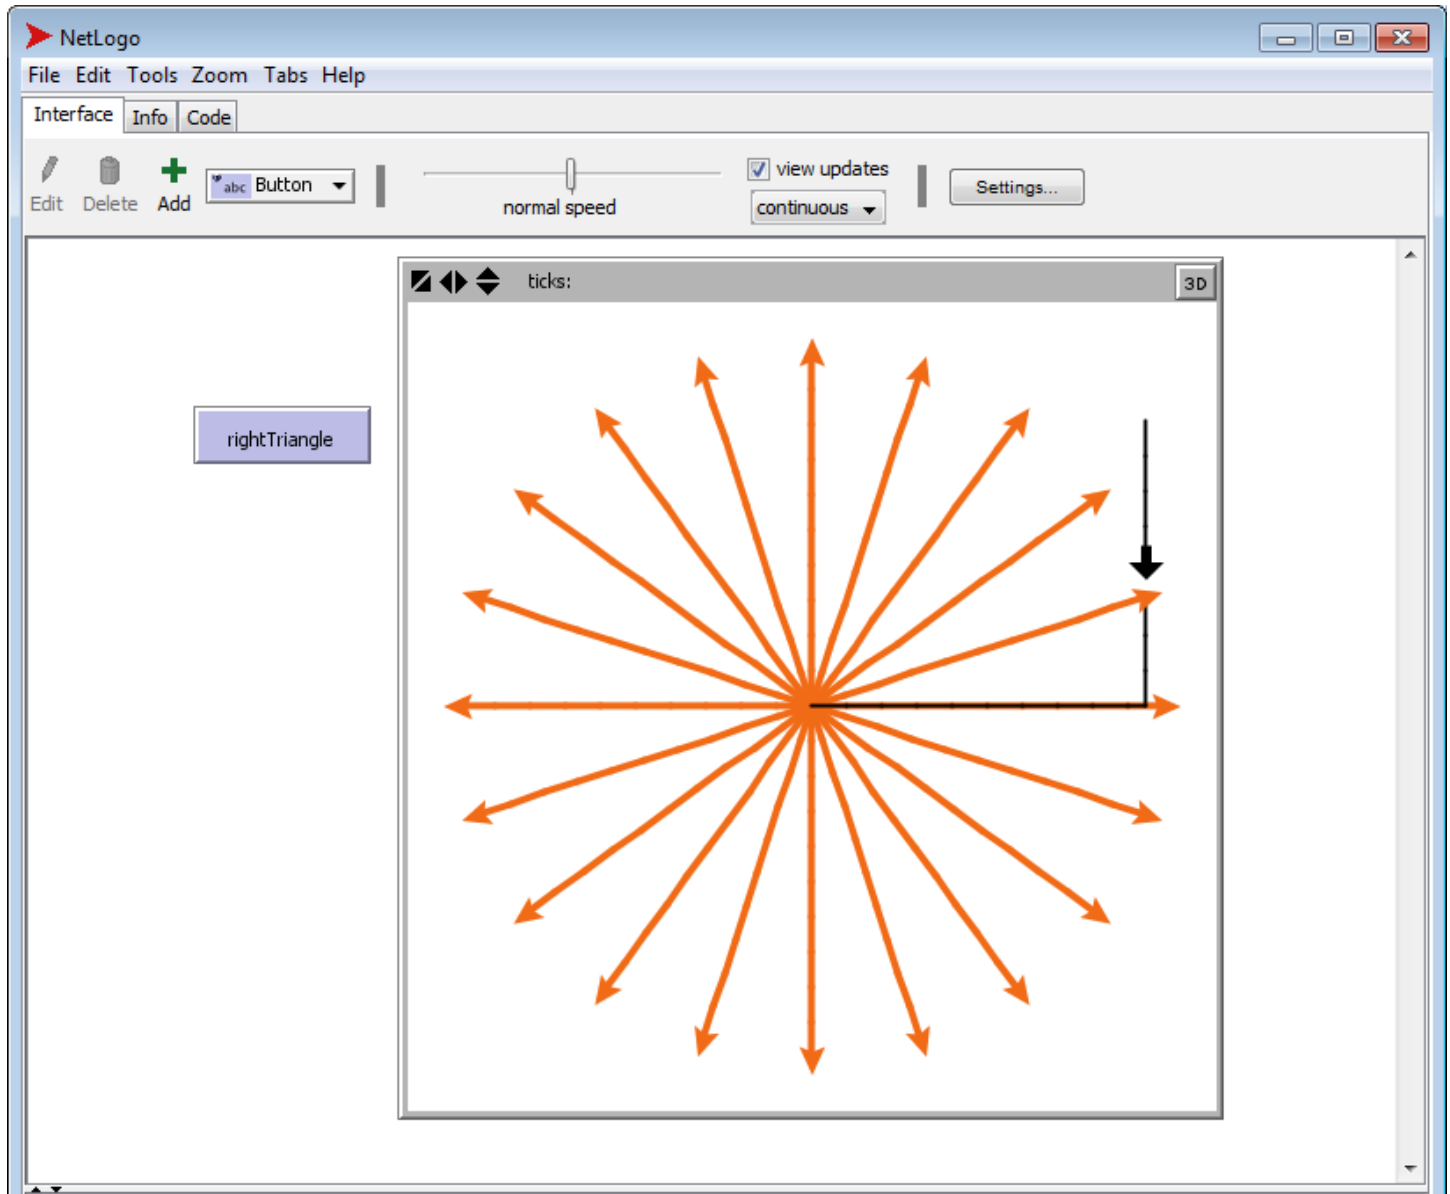 NetLogo
File Edit Tools Zoom Tabs Help
Interface Info Code
Edit Delete Add abc Button normal speed view updates continuous Settings...
ticks: 3D
rightTriangle